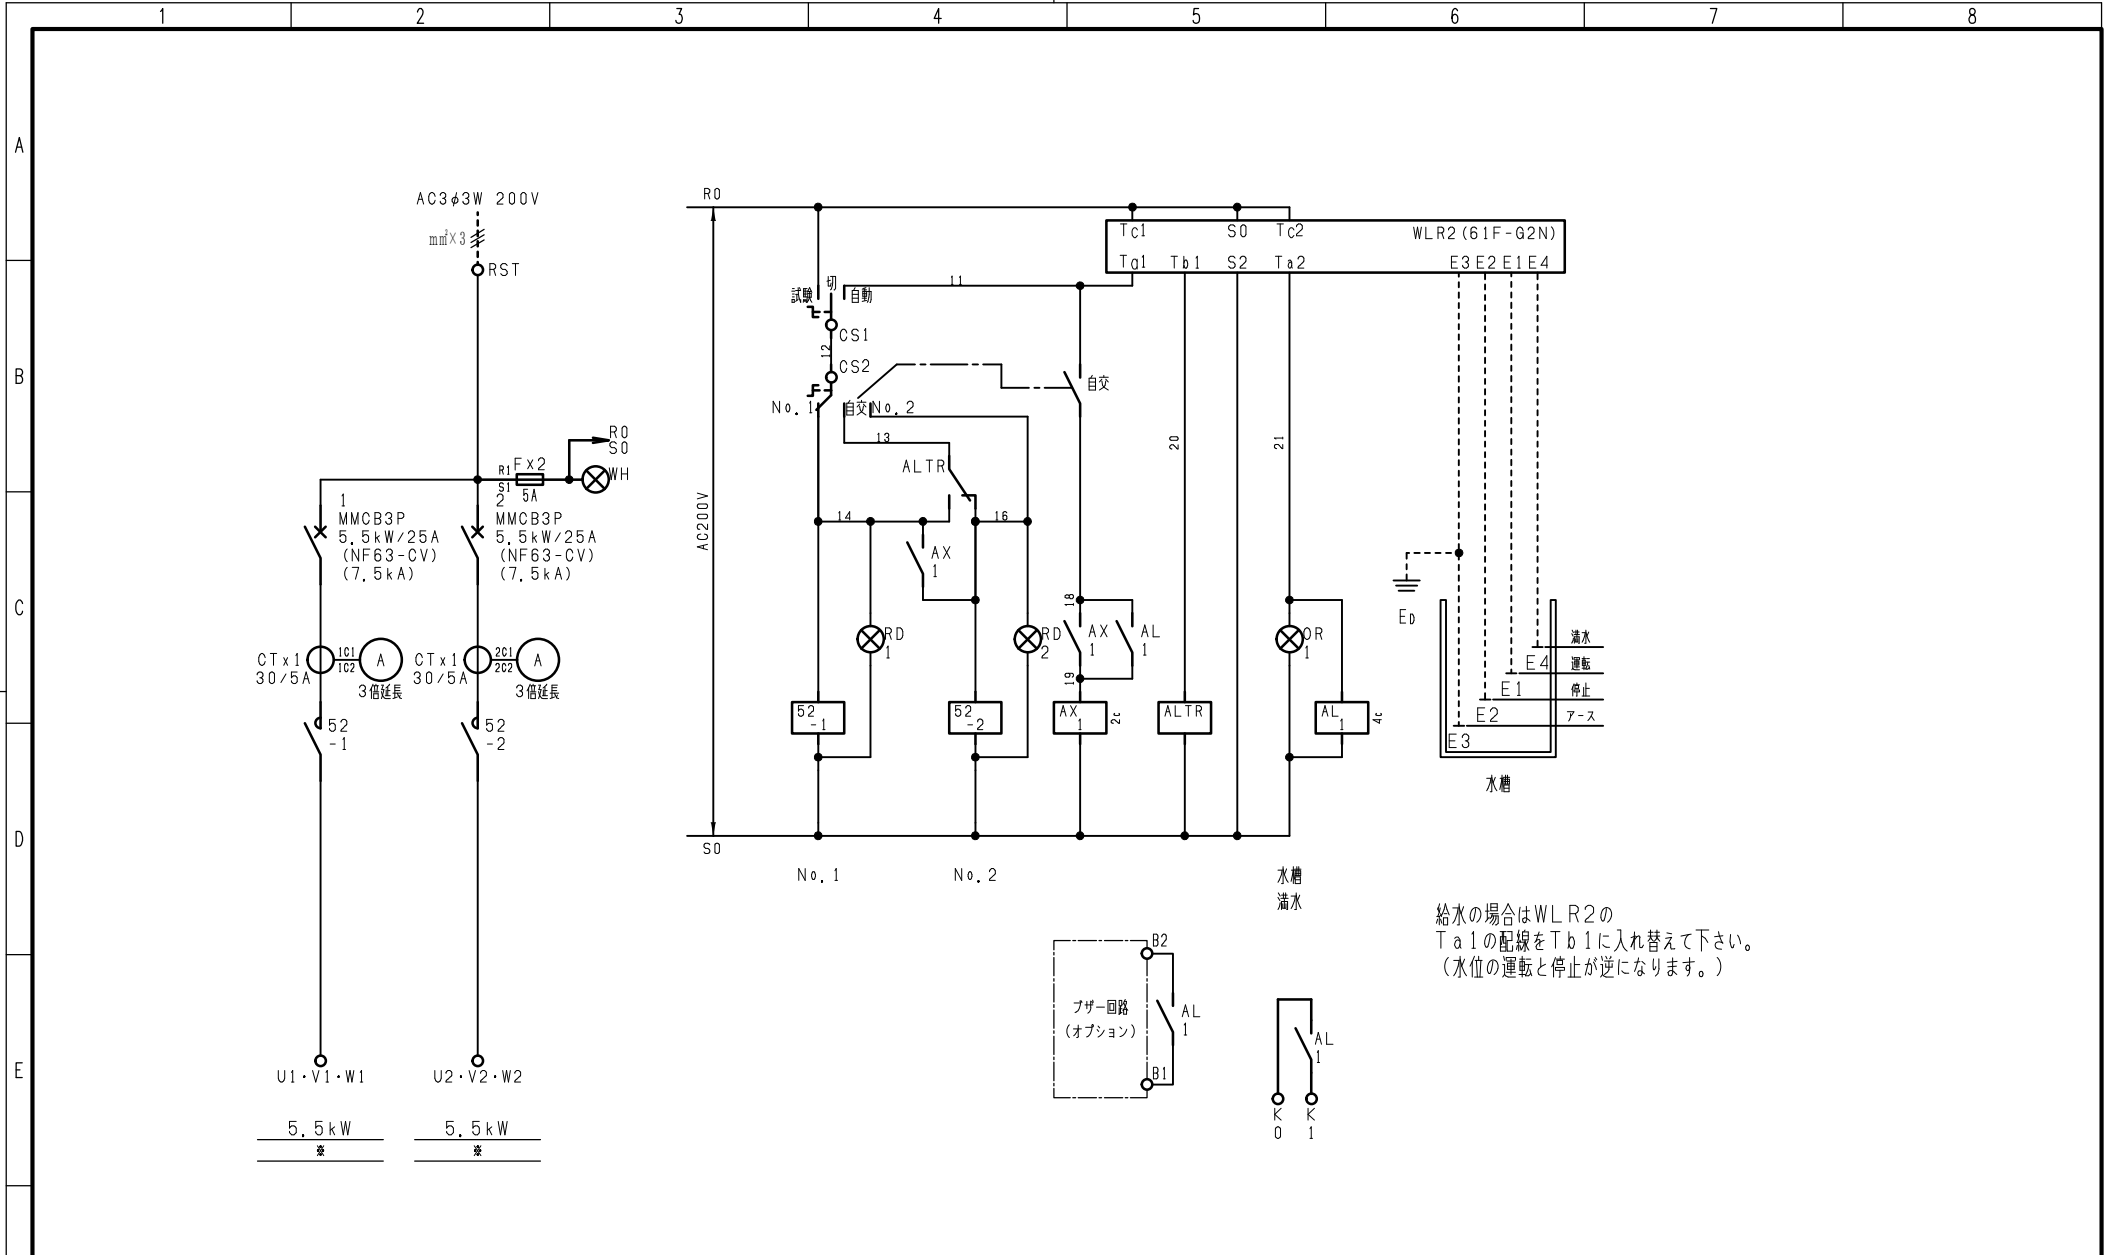 1 2 3 4 5 6 7 8
A
B
C
D
E
AC3φ3W 200V
mm²×3
RST
R0
S0
R1
S1
F×2
5A
WH
1
MMCB3P
5.5kW/25A
(NF63-CV)
(7.5kA)
2
MMCB3P
5.5kW/25A
(NF63-CV)
(7.5kA)
CT×1
30/5A
1C1
1C2
A
3倍延長
CT×1
30/5A
2C1
2C2
A
3倍延長
52
-1
52
-2
U1・V1・W1
U2・V2・W2
5.5kW
※
5.5kW
※
R0
AC200V
S0
試験
切
自動
11
CS1
12
CS2
No.1
自交
No.2
13
ALTR
14
16
AX
1
RD
1
RD
2
自交
18
AX
1
AL
1
19
20
21
OR
1
52
-1
52
-2
AX
1
2c
ALTR
AL
1
4c
No.1
No.2
水槽
満水
Tc1 S0 Tc2 WLR2(61F-G2N)
Tg1 Tb1 S2 Ta2 E3 E2 E1 E4
ED
満水
E4
運転
E1
停止
E2
アース
E3
水槽
給水の場合はWLR2の
Ta1の配線をTb1に入れ替えて下さい。
(水位の運転と停止が逆になります。)
ブザー回路
(オプション)
B2
AL
1
B1
AL
1
K
0
K
1